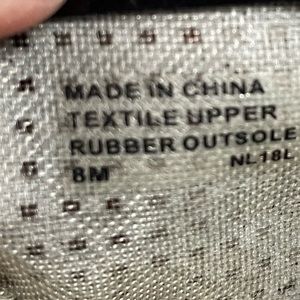 MADE IN CHINA
TEXTILE UPPER
RUBBER OUTSOLE
8M
NL18L